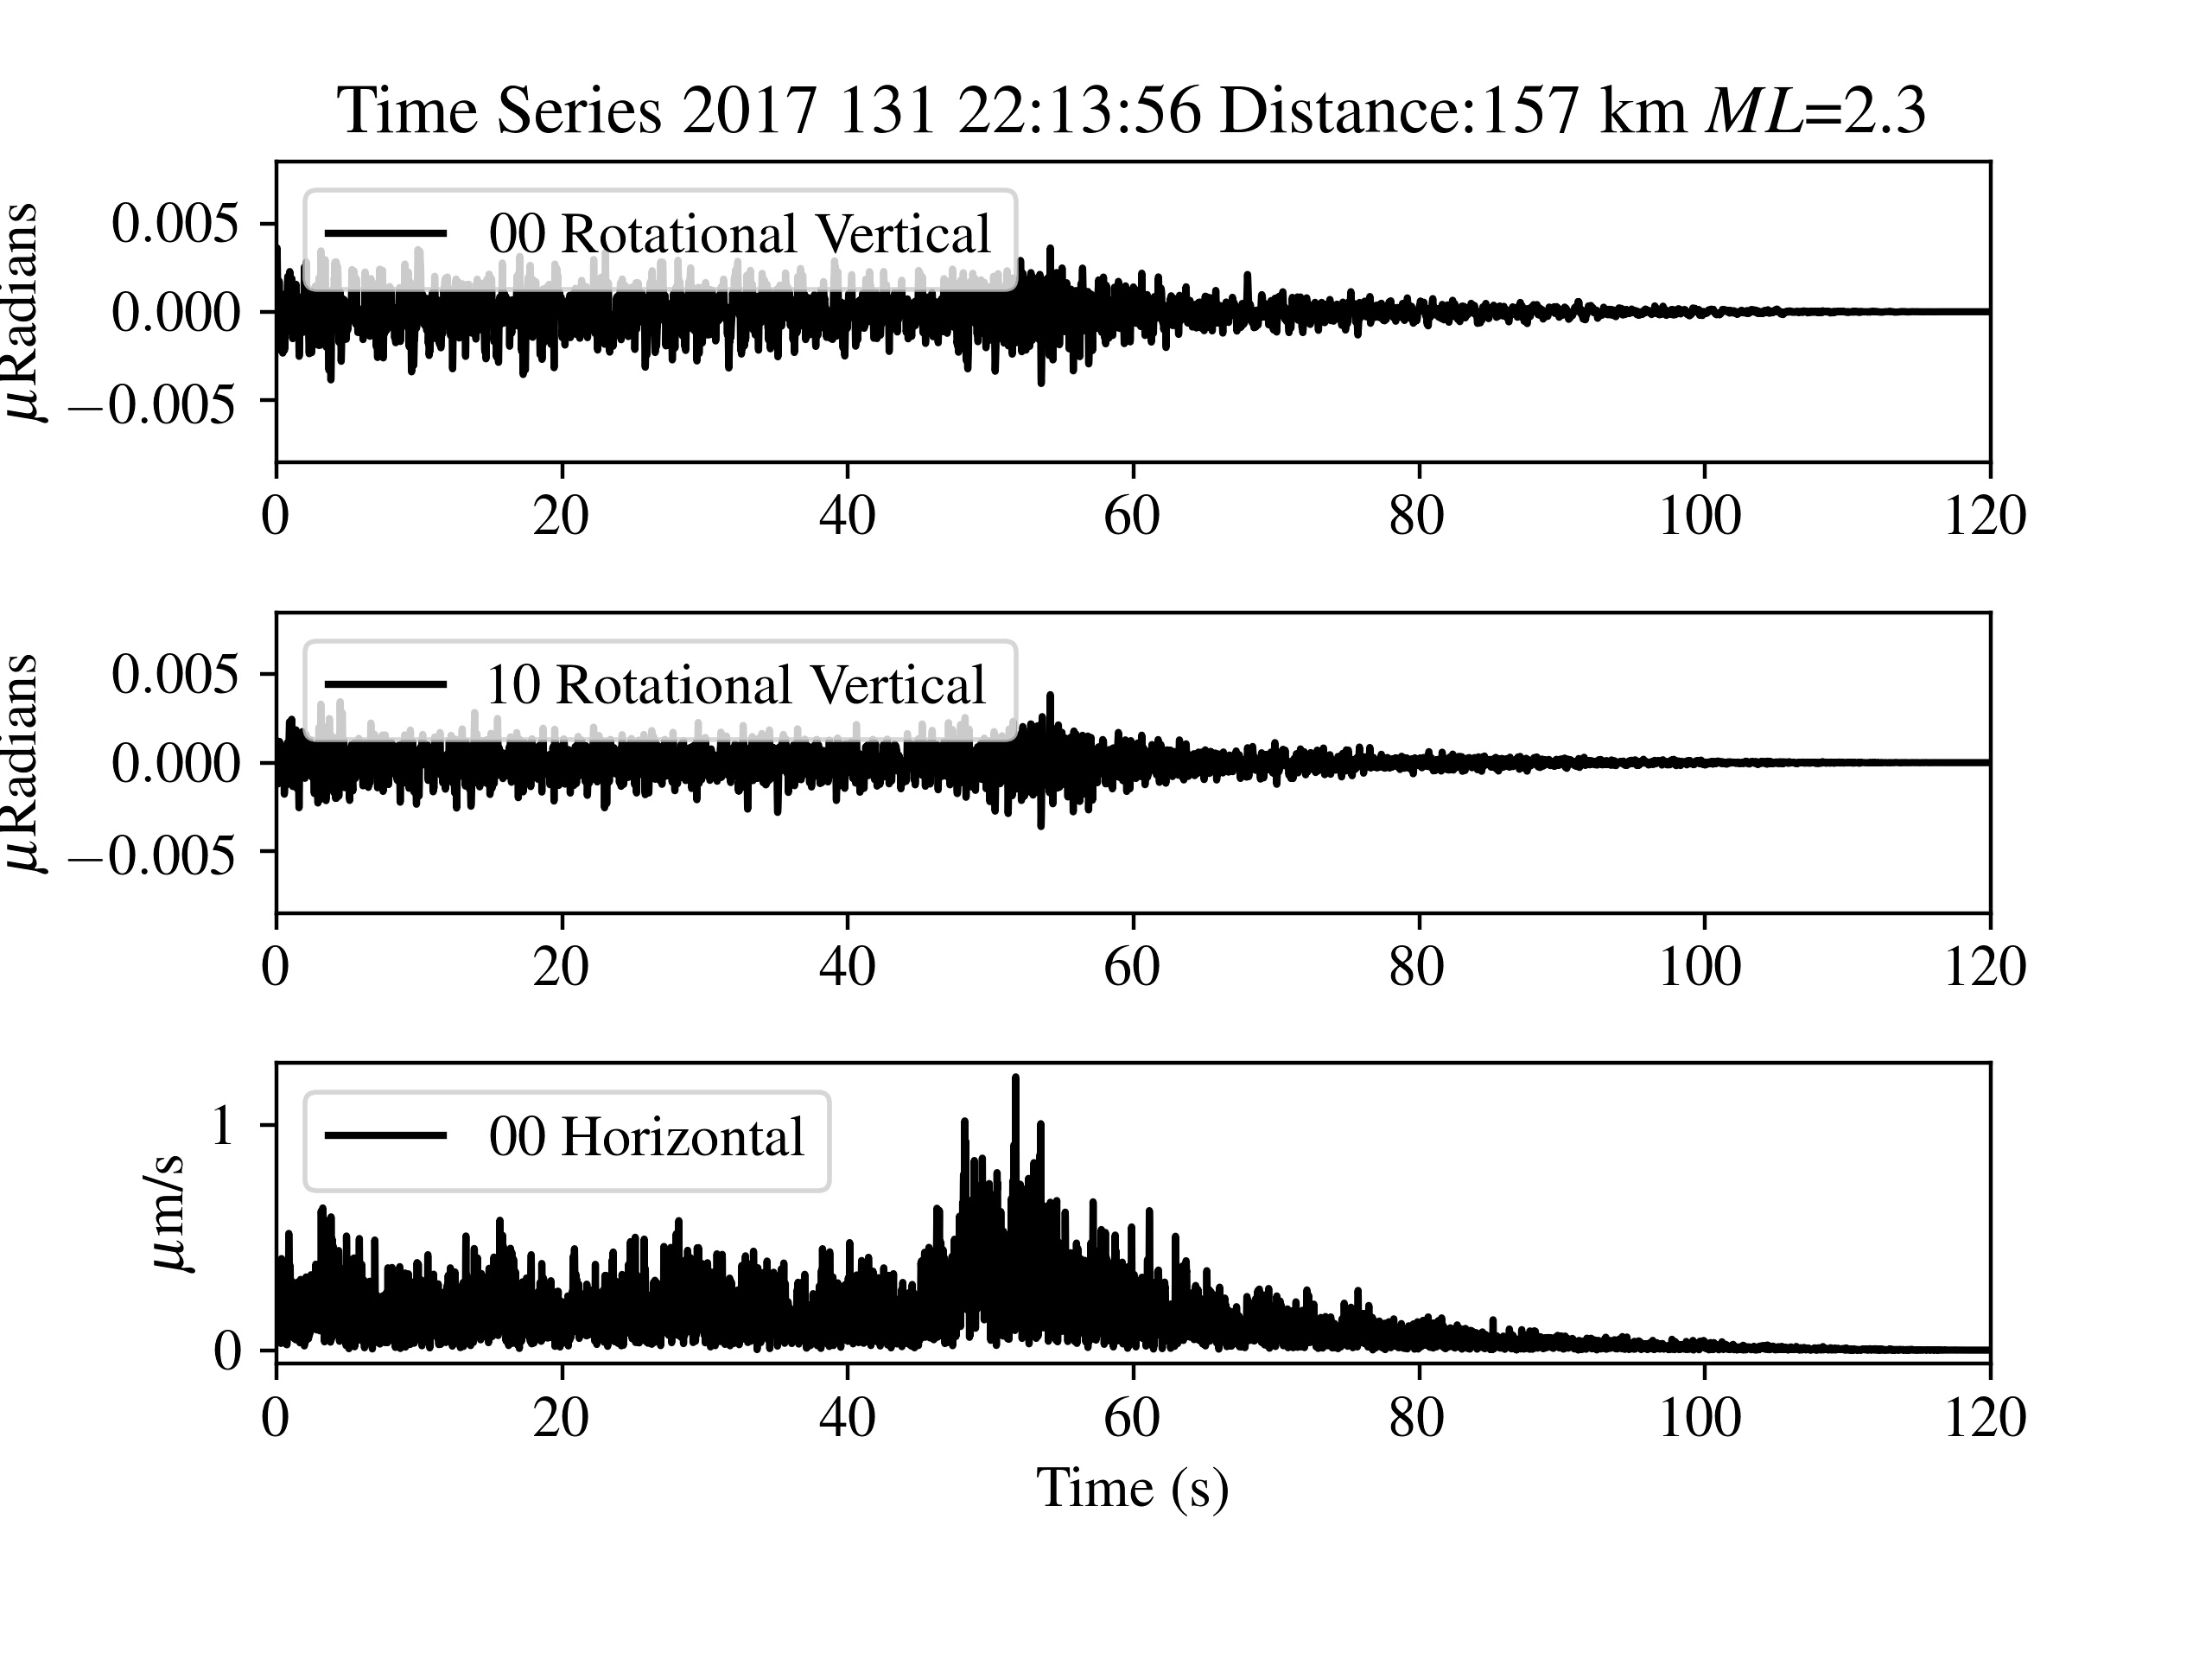 Time Series 2017 131 22:13:56 Distance:157 km ML=2.3
μRadians
0.005
0.000
−0.005
00 Rotational Vertical
0 20 40 60 80 100 120
μRadians
0.005
0.000
−0.005
10 Rotational Vertical
0 20 40 60 80 100 120
μm/s
1
0
00 Horizontal
0 20 40 60 80 100 120
Time (s)